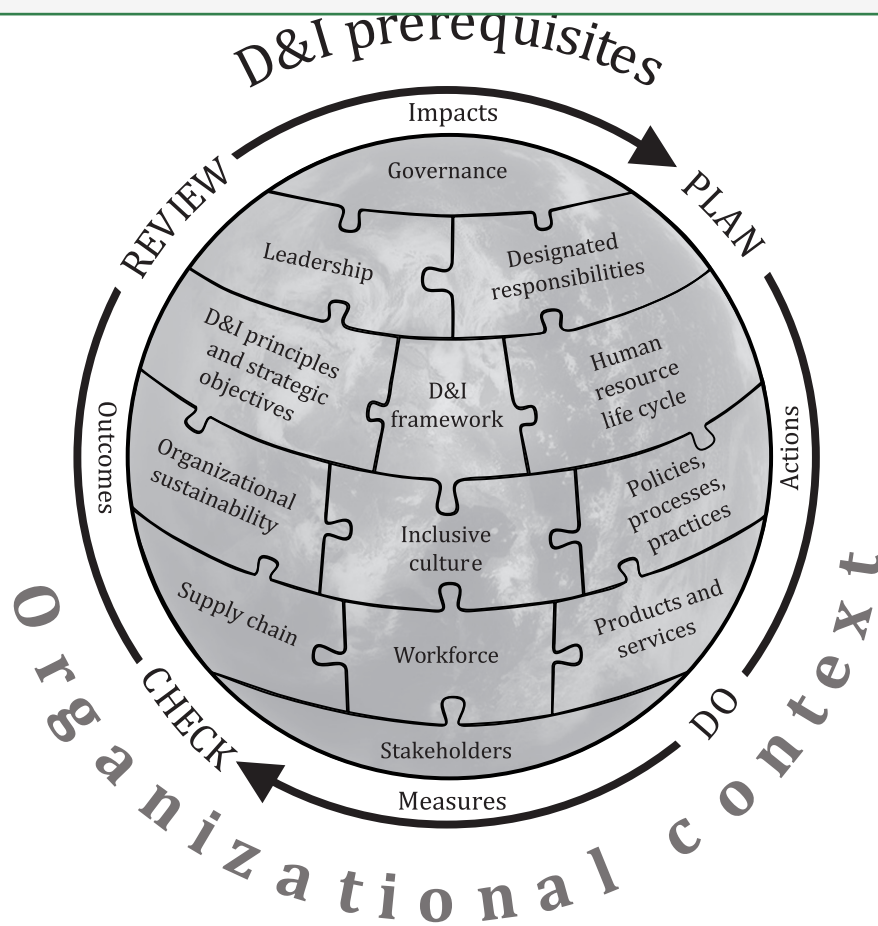 D&I prerequisites
Impacts
REVIEW
PLAN
Governance
Leadership
Designated
responsibilities
D&I principles
and strategic
objectives
D&I
framework
Human
resource
life cycle
Outcomes
Actions
Organizational
sustainability
Inclusive
culture
Policies,
processes,
practices
Supply chain
Workforce
Products and
services
CHECK
DO
Stakeholders
Measures
Organizational context